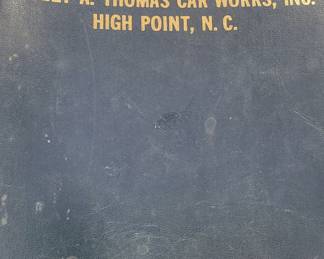 A. THOMAS CAR WORKS, INC.
HIGH POINT, N. C.